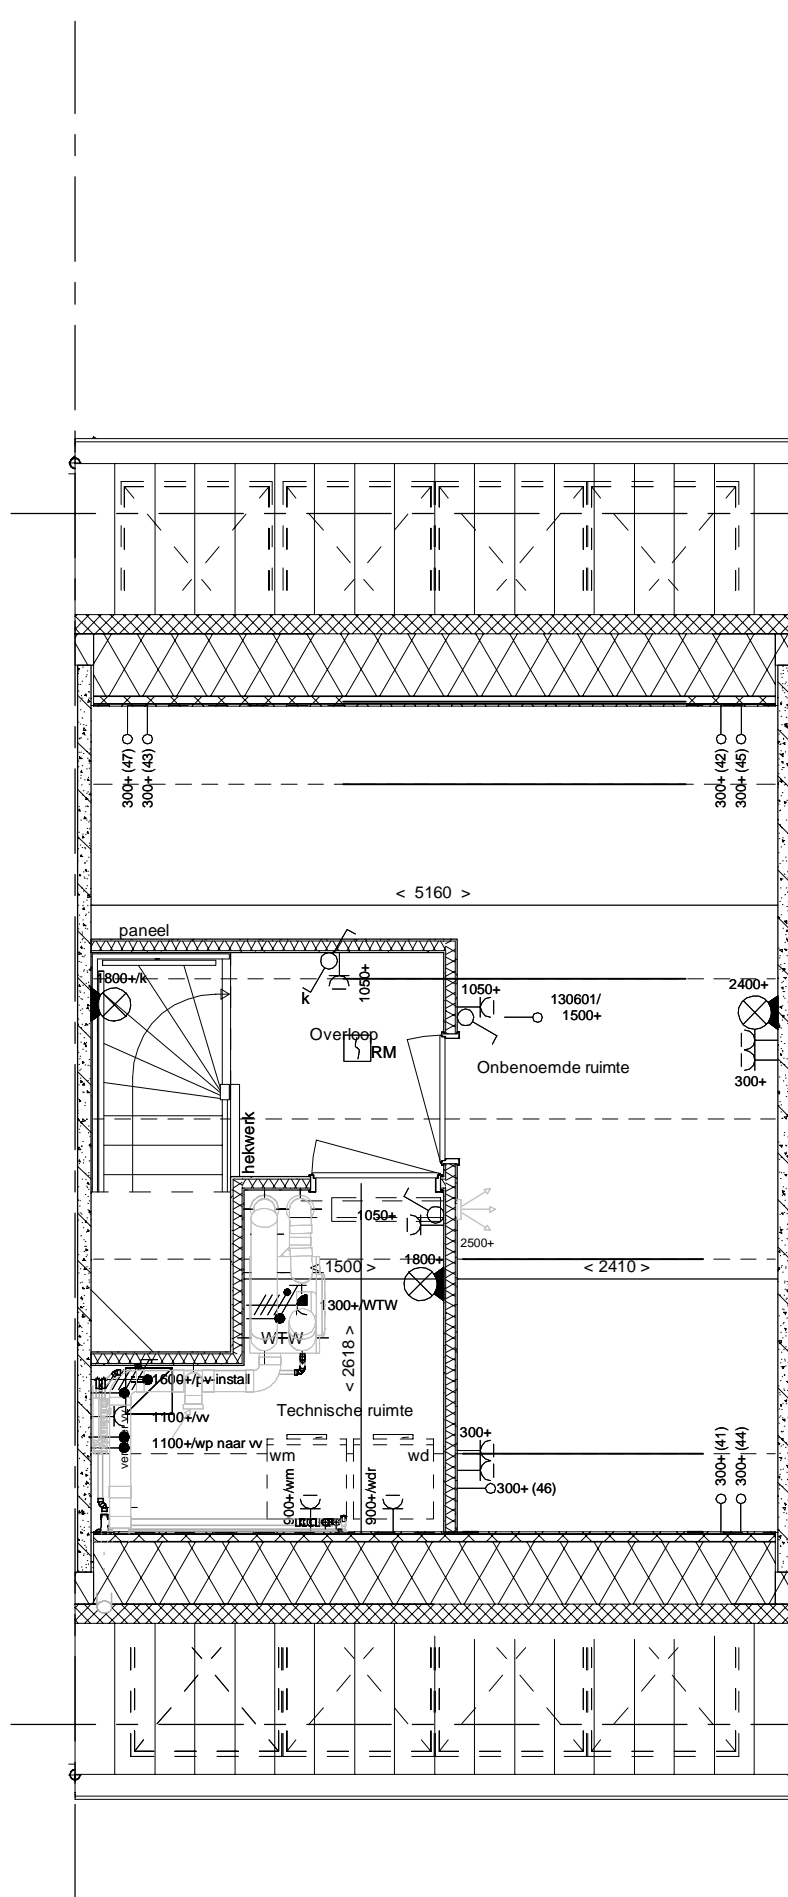 300+ (47)
300+ (43)
300+ (42)
300+ (45)
< 5160 >
paneel
1800+/k
k
1050+
1050+
130601/
1500+
2400+
Overloop
RM
Onbenoemde ruimte
300+
hekwerk
1050+
2500+
1800+
< 1500 >
< 2410 >
1300+/WTW
WTW
< 2618 >
1600+/pv-install
1100+/vv
1100+/wp naar vv
Technische ruimte
wm
wd
900+/wm
900+/wdr
300+
300+ (46)
300+ (41)
300+ (44)